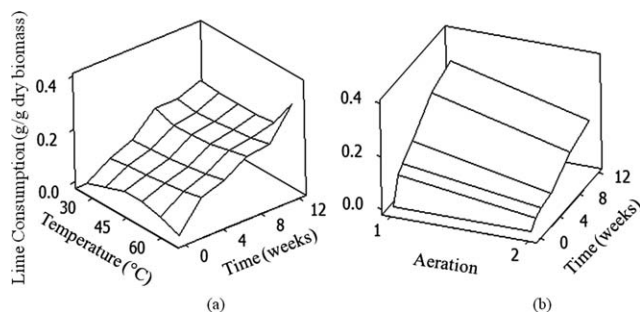 Lime Consumption (g/g dry biomass)
0.4
0.2
0.0
30
45
60
Temperature (°C)
0
4
8
12
Time (weeks)
(a)
0.4
0.2
0.0
1
2
Aeration
0
4
8
12
Time (weeks)
(b)